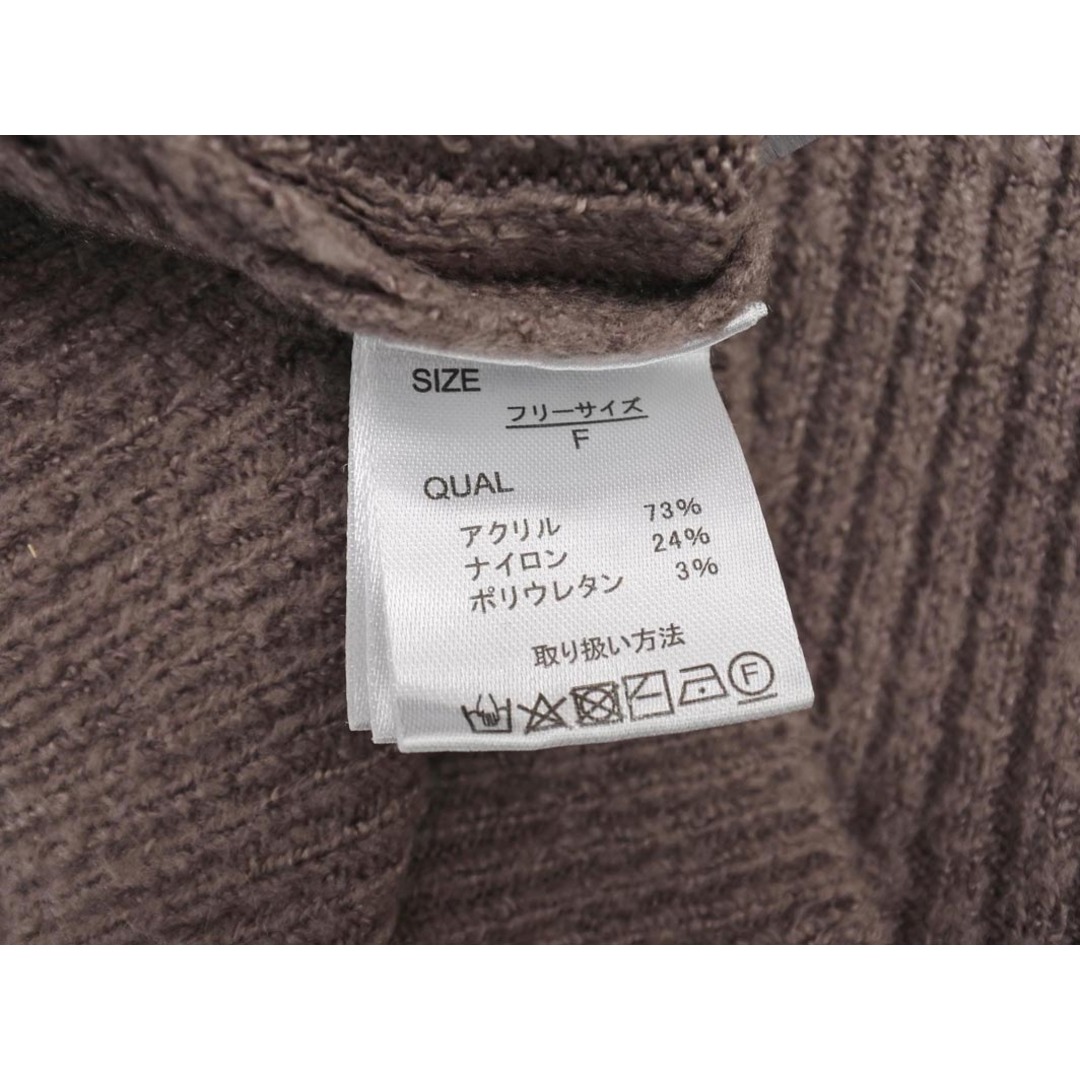 SIZE
フリーサイズ
F
QUAL
アクリル 73%
ナイロン 24%
ポリウレタン 3%
取り扱い方法
F